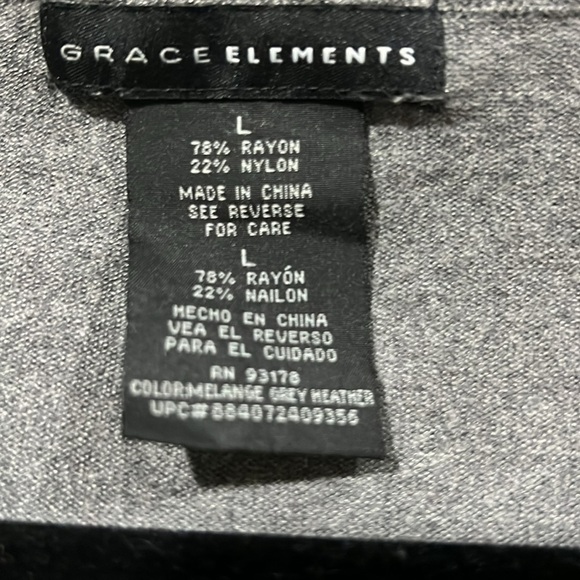 GRACE ELEMENTS
L
78% RAYON
22% NYLON
MADE IN CHINA
SEE REVERSE
FOR CARE
L
78% RAYÓN
22% NAILON
HECHO EN CHINA
VEA EL REVERSO
PARA EL CUIDADO
RN 93178
COLOR:MELANGE GREY HEATHER
UPC#884072409356